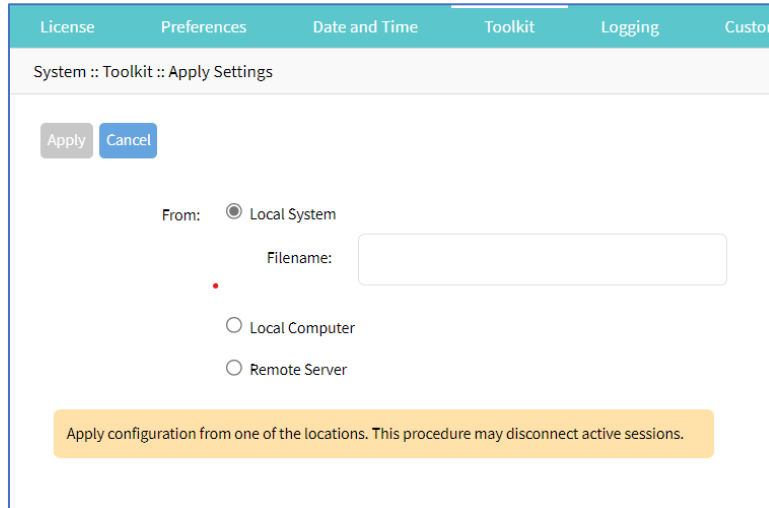 License Preferences Date and Time Toolkit Logging
System :: Toolkit :: Apply Settings
Apply Cancel
From: Local System
Filename:
Local Computer
Remote Server
Apply configuration from one of the locations. This procedure may disconnect active sessions.